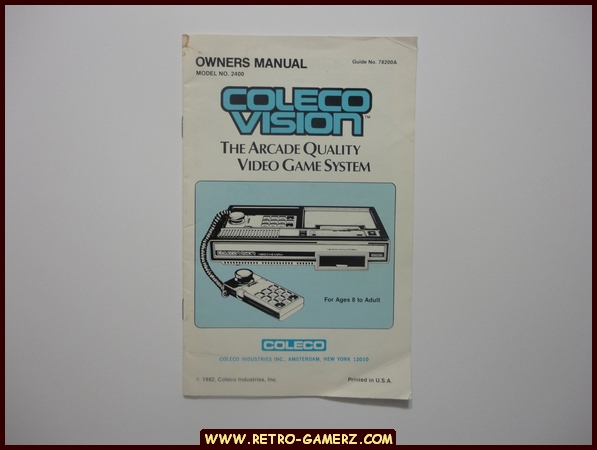 OWNERS MANUAL
Guide No. 78200A
MODEL NO. 2400
COLECO
VISION™
THE ARCADE QUALITY
VIDEO GAME SYSTEM
COLECOVISION
For Ages 8 to Adult
COLECO
COLECO INDUSTRIES INC., AMSTERDAM, NEW YORK 12010
© 1982, Coleco Industries, Inc.
Printed in U.S.A.
WWW.RETRO-GAMERZ.COM